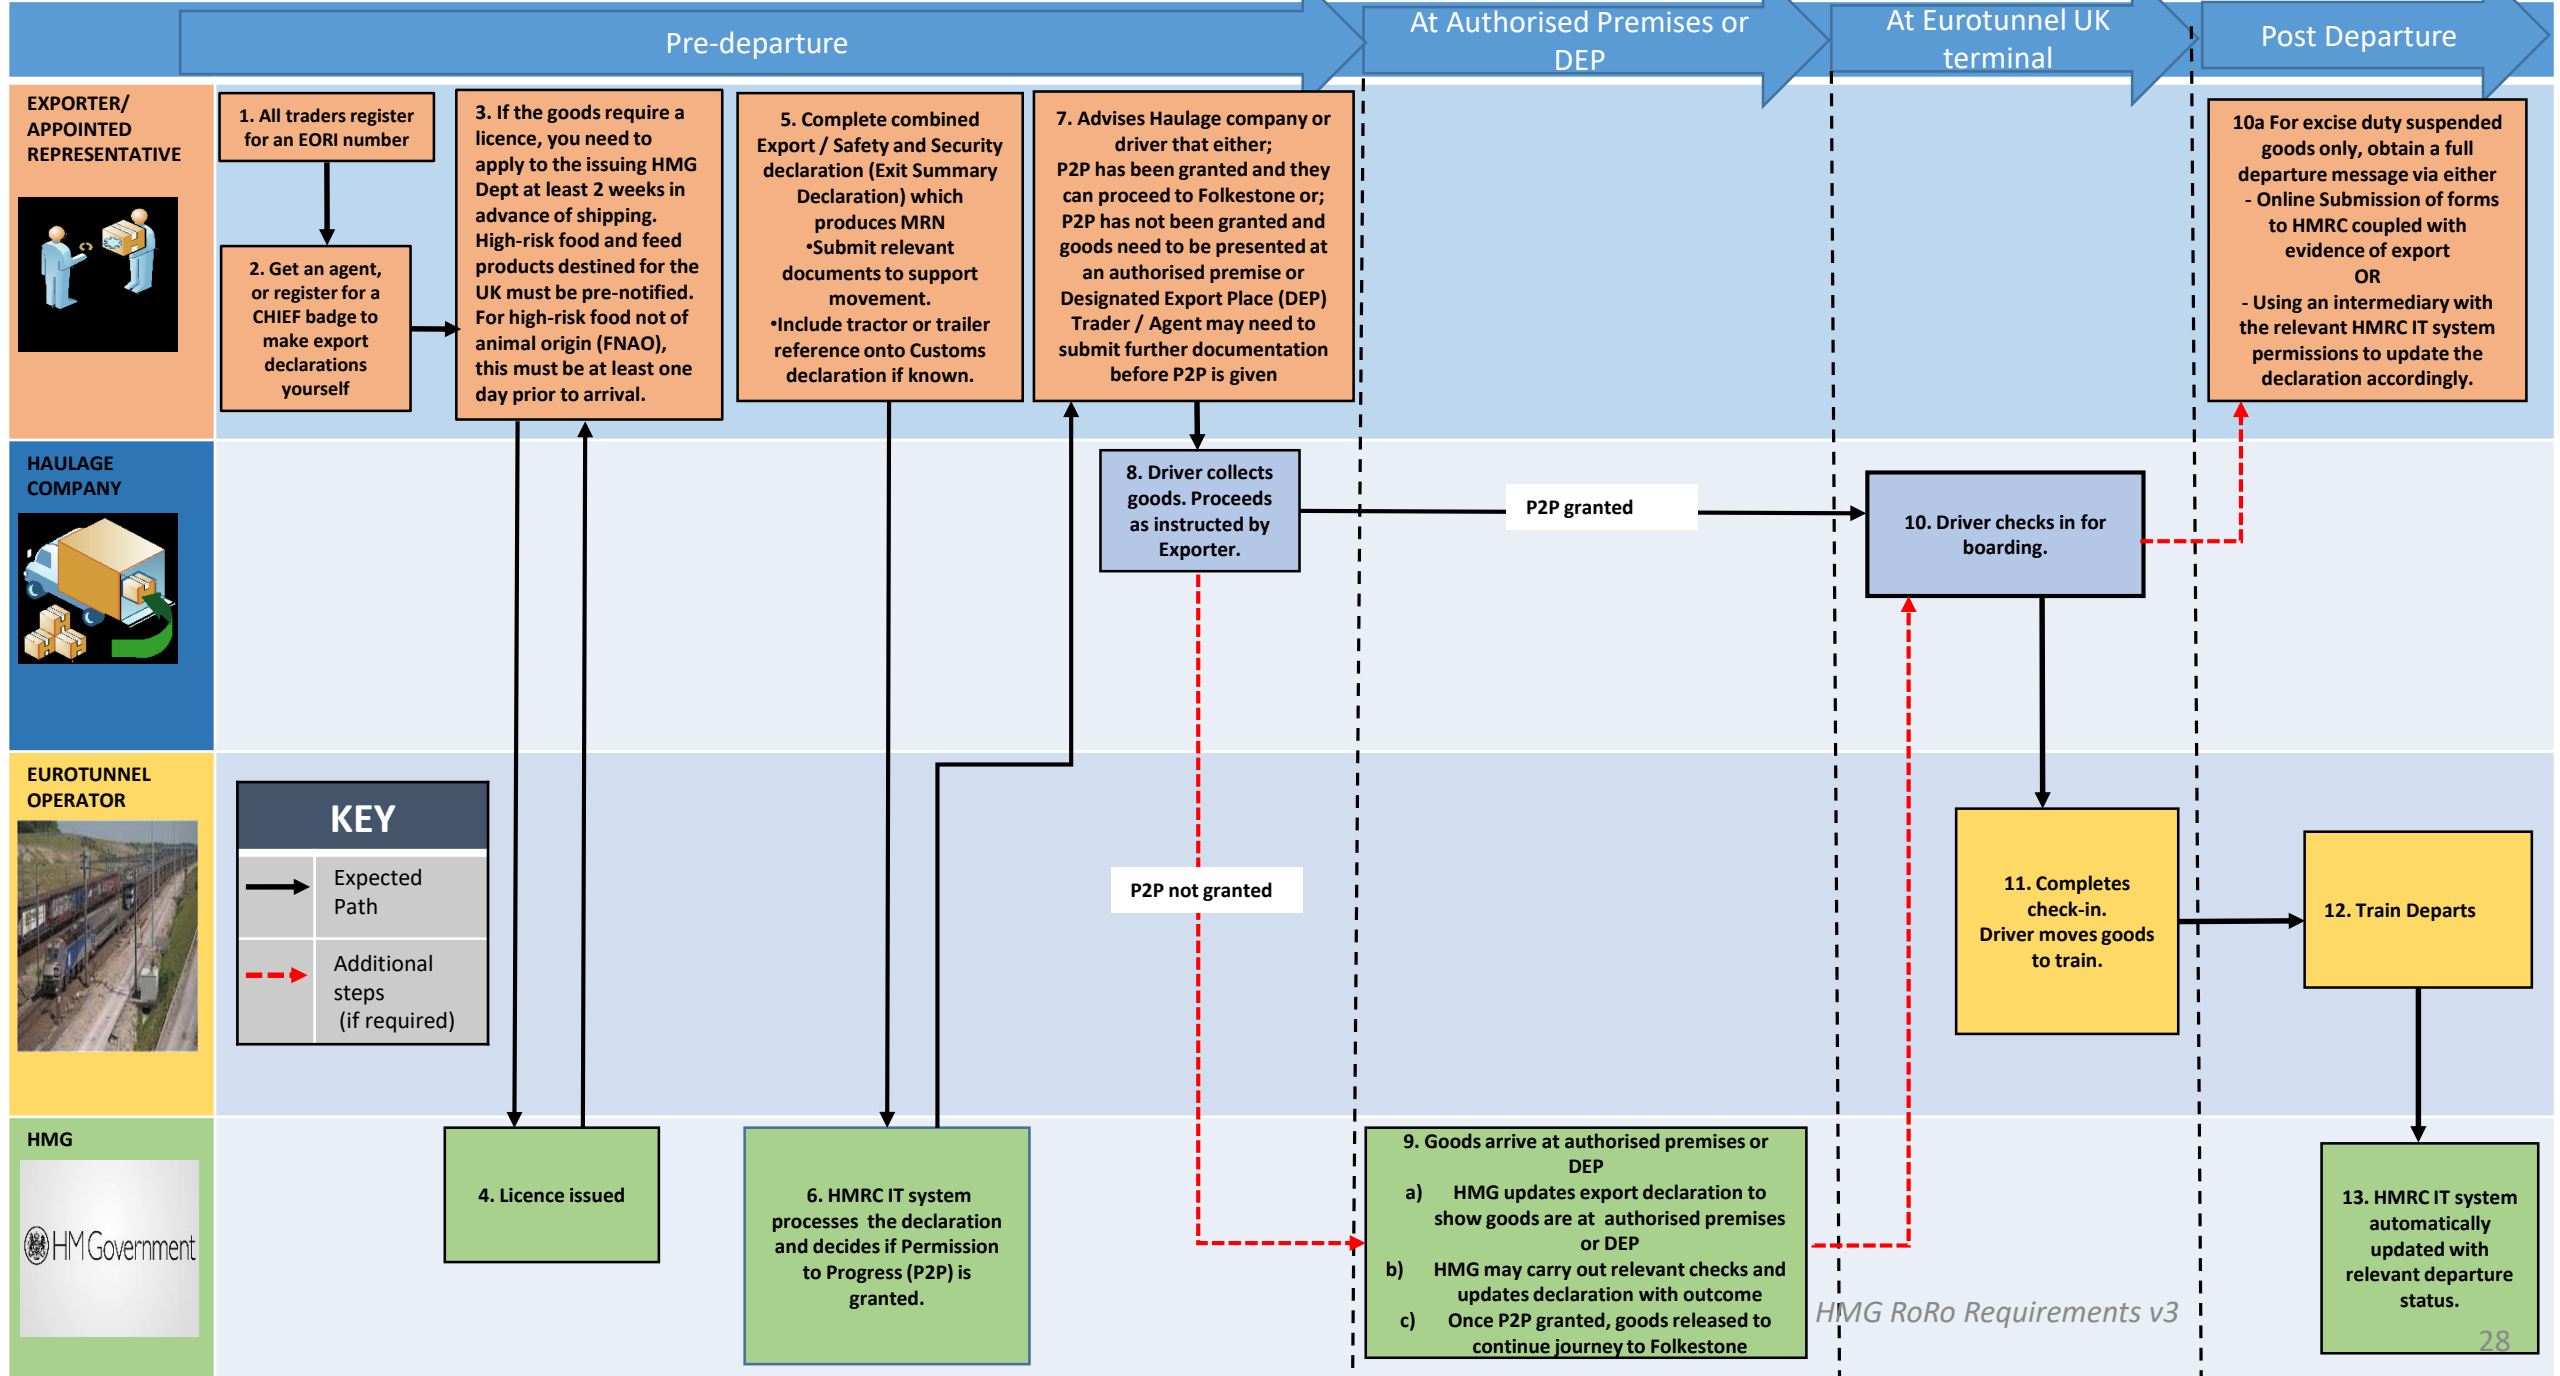 Pre-departure
At Authorised Premises or
DEP
At Eurotunnel UK
terminal
Post Departure
EXPORTER/
APPOINTED
REPRESENTATIVE
1. All traders register
for an EORI number
2. Get an agent,
or register for a
CHIEF badge to
make export
declarations
yourself
3. If the goods require a
licence, you need to
apply to the issuing HMG
Dept at least 2 weeks in
advance of shipping.
High-risk food and feed
products destined for the
UK must be pre-notified.
For high-risk food not of
animal origin (FNAO),
this must be at least one
day prior to arrival.
5. Complete combined
Export / Safety and Security
declaration (Exit Summary
Declaration) which
produces MRN
•Submit relevant
documents to support
movement.
•Include tractor or trailer
reference onto Customs
declaration if known.
7. Advises Haulage company or
driver that either;
P2P has been granted and they
can proceed to Folkestone or;
P2P has not been granted and
goods need to be presented at
an authorised premise or
Designated Export Place (DEP)
Trader / Agent may need to
submit further documentation
before P2P is given
10a For excise duty suspended
goods only, obtain a full
departure message via either
- Online Submission of forms
to HMRC coupled with
evidence of export
OR
- Using an intermediary with
the relevant HMRC IT system
permissions to update the
declaration accordingly.
HAULAGE
COMPANY
8. Driver collects
goods. Proceeds
as instructed by
Exporter.
P2P granted
10. Driver checks in for
boarding.
EUROTUNNEL
OPERATOR
KEY
Expected
Path
Additional
steps
(if required)
P2P not granted
11. Completes
check-in.
Driver moves goods
to train.
12. Train Departs
HMG
HM Government
4. Licence issued
6. HMRC IT system
processes the declaration
and decides if Permission
to Progress (P2P) is
granted.
9. Goods arrive at authorised premises or
DEP
a) HMG updates export declaration to
show goods are at authorised premises
or DEP
b) HMG may carry out relevant checks and
updates declaration with outcome
c) Once P2P granted, goods released to
continue journey to Folkestone
13. HMRC IT system
automatically
updated with
relevant departure
status.
HMG RoRo Requirements v3
28